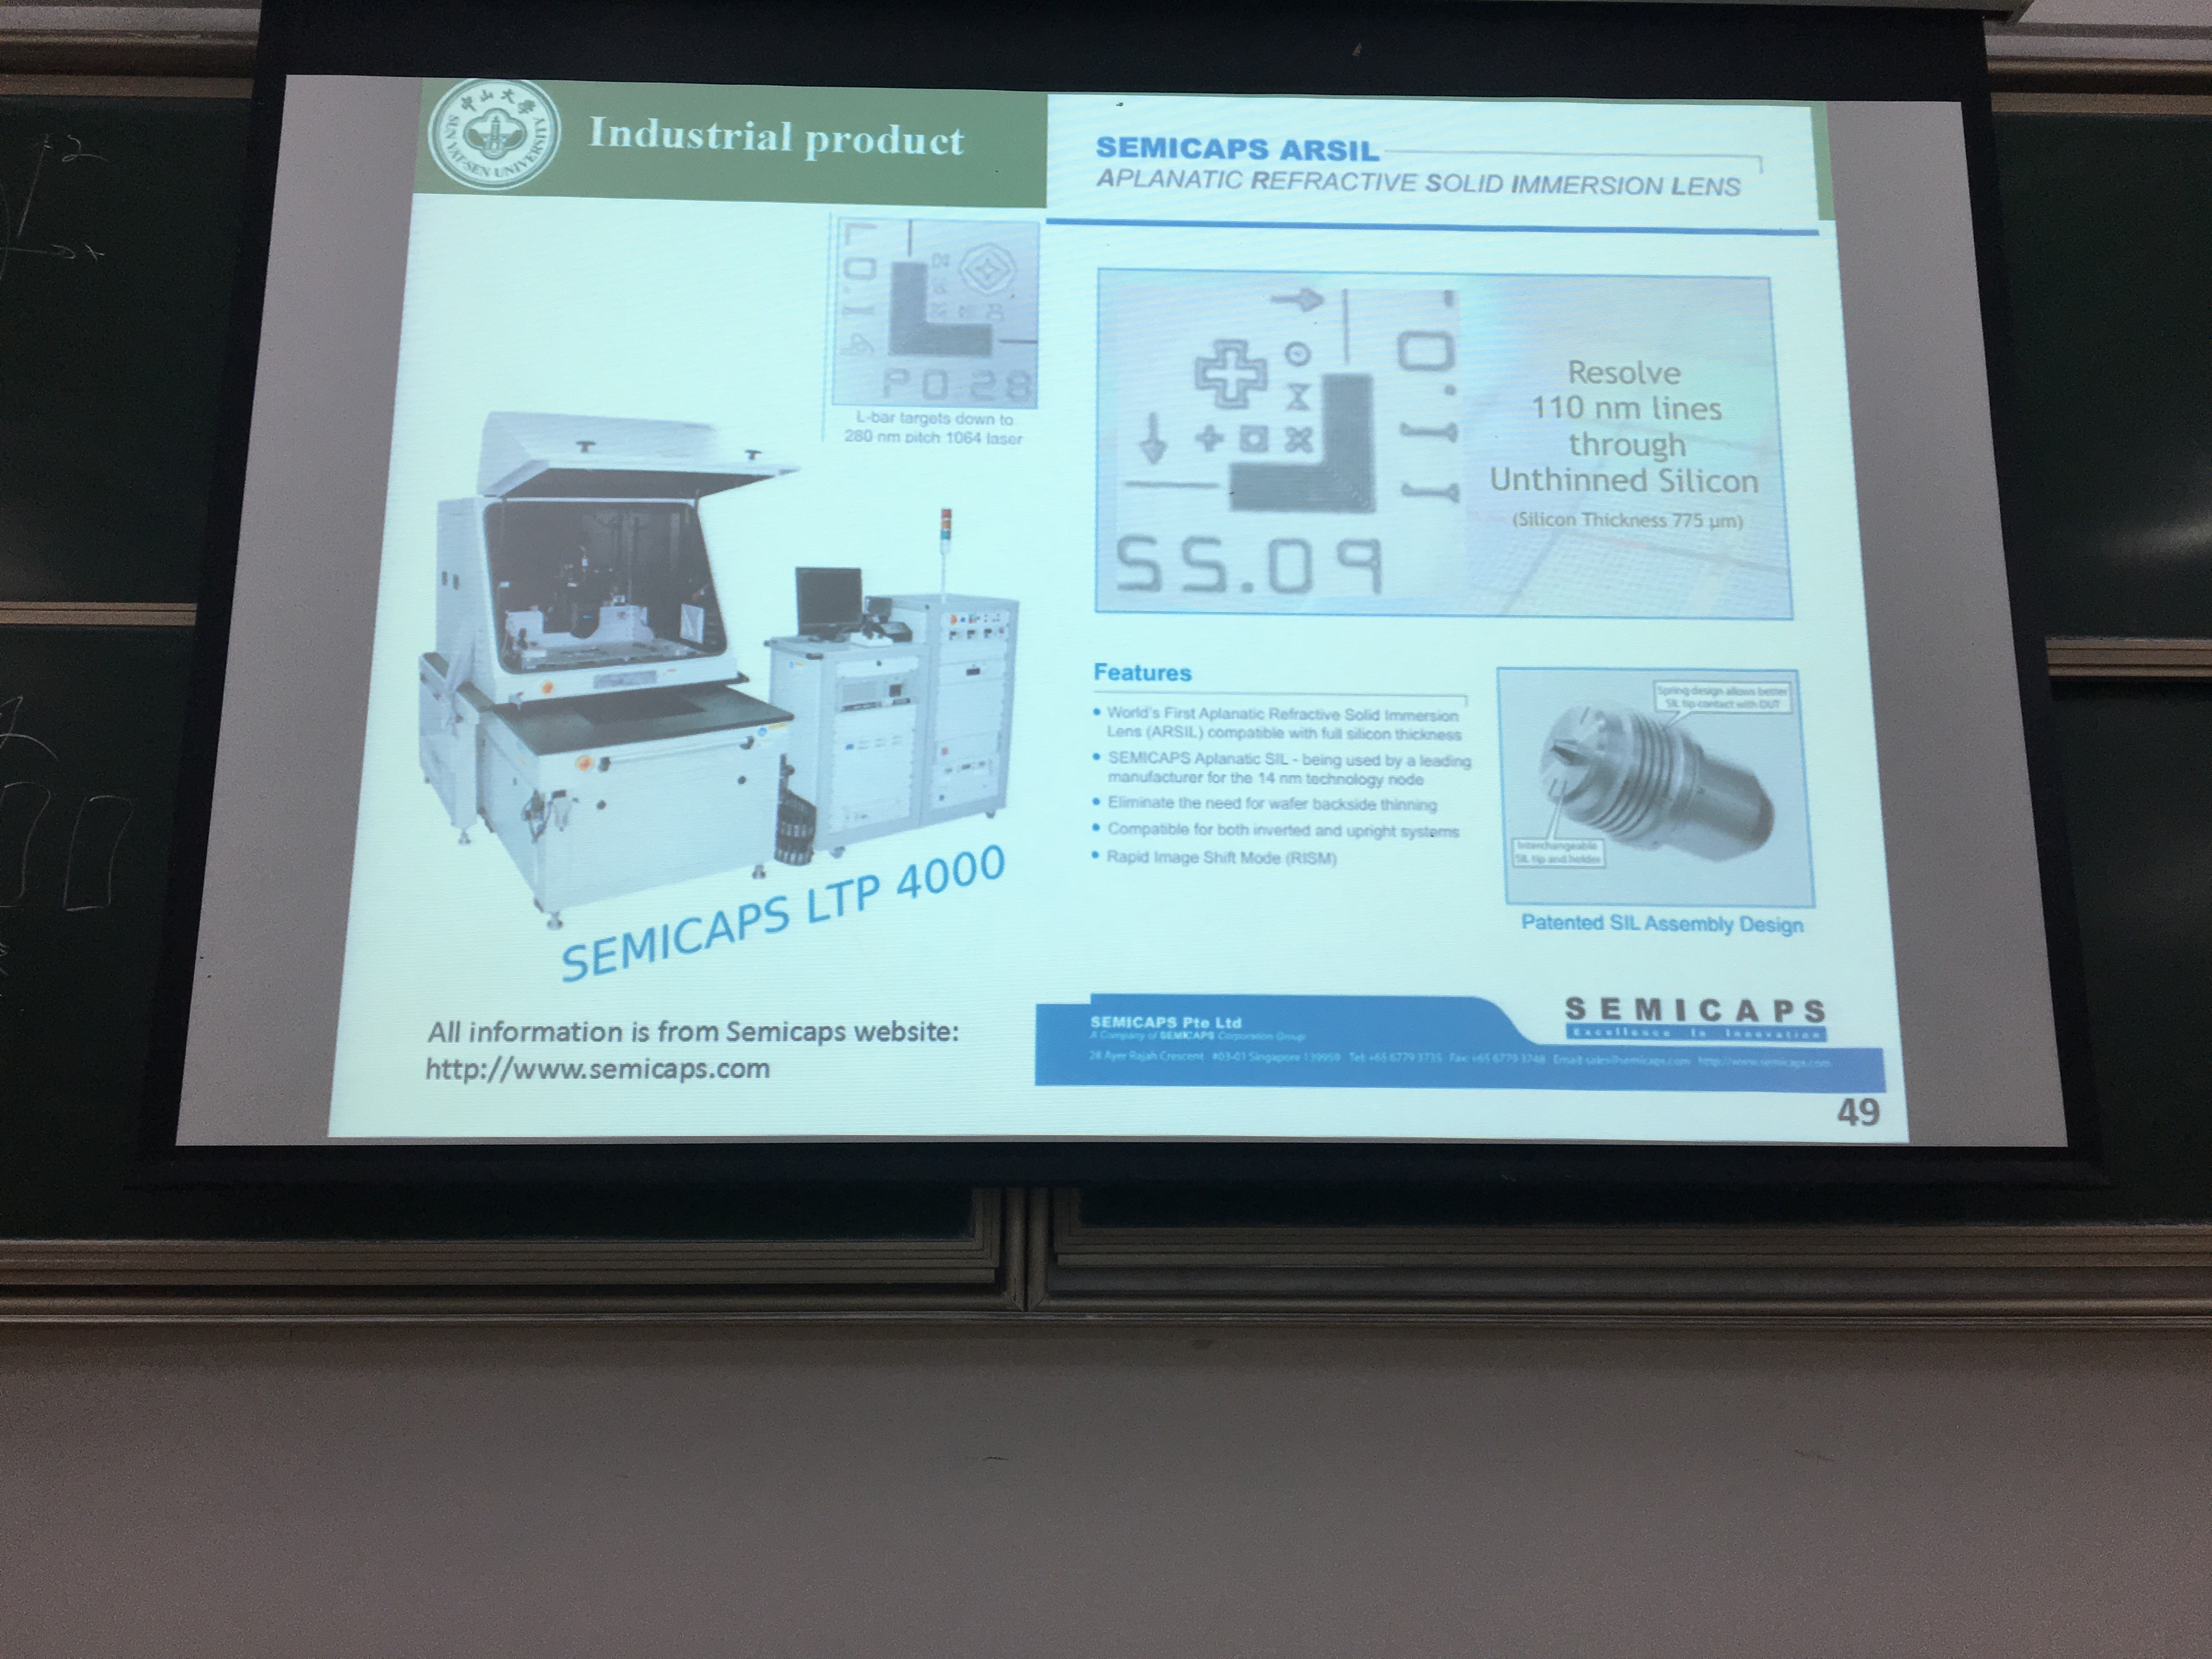 中山大學
SUN YAT-SEN UNIVERSITY
Industrial product
SEMICAPS ARSIL
APLANATIC REFRACTIVE SOLID IMMERSION LENS
P0 28
L-bar targets down to
280 nm pitch 1064 laser
SS.09
Resolve
110 nm lines
through
Unthinned Silicon
(Silicon Thickness 775 µm)
SEMICAPS LTP 4000
Features
• World's First Aplanatic Refractive Solid Immersion
Lens (ARSIL) compatible with full silicon thickness
• SEMICAPS Aplanatic SIL - being used by a leading
manufacturer for the 14 nm technology node
• Eliminate the need for wafer backside thinning
• Compatible for both inverted and upright systems
• Rapid Image Shift Mode (RISM)
Spring design allows better
SIL tip contact with DUT
Interchangeable
SIL tip and holder
Patented SIL Assembly Design
All information is from Semicaps website:
http://www.semicaps.com
SEMICAPS Pte Ltd
A Company of SEMICAPS Corporation Group
28 Ayer Rajah Crescent #03-01 Singapore 139959 Tel: +65 6779 3735 Fax: +65 6779 3748 Email: sales@semicaps.com http://www.semicaps.com
SEMICAPS
Excellence In Innovation
49